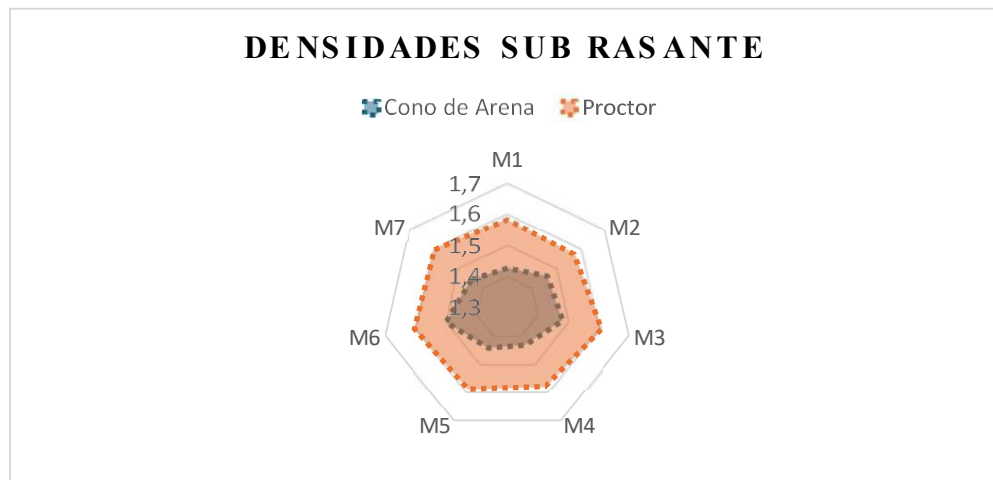 DENSIDADES SUB RASANTE
Cono de Arena Proctor
M1
1,7
1,6
M7 M2
1,5
1,4
1,3
M6 M3
M5 M4